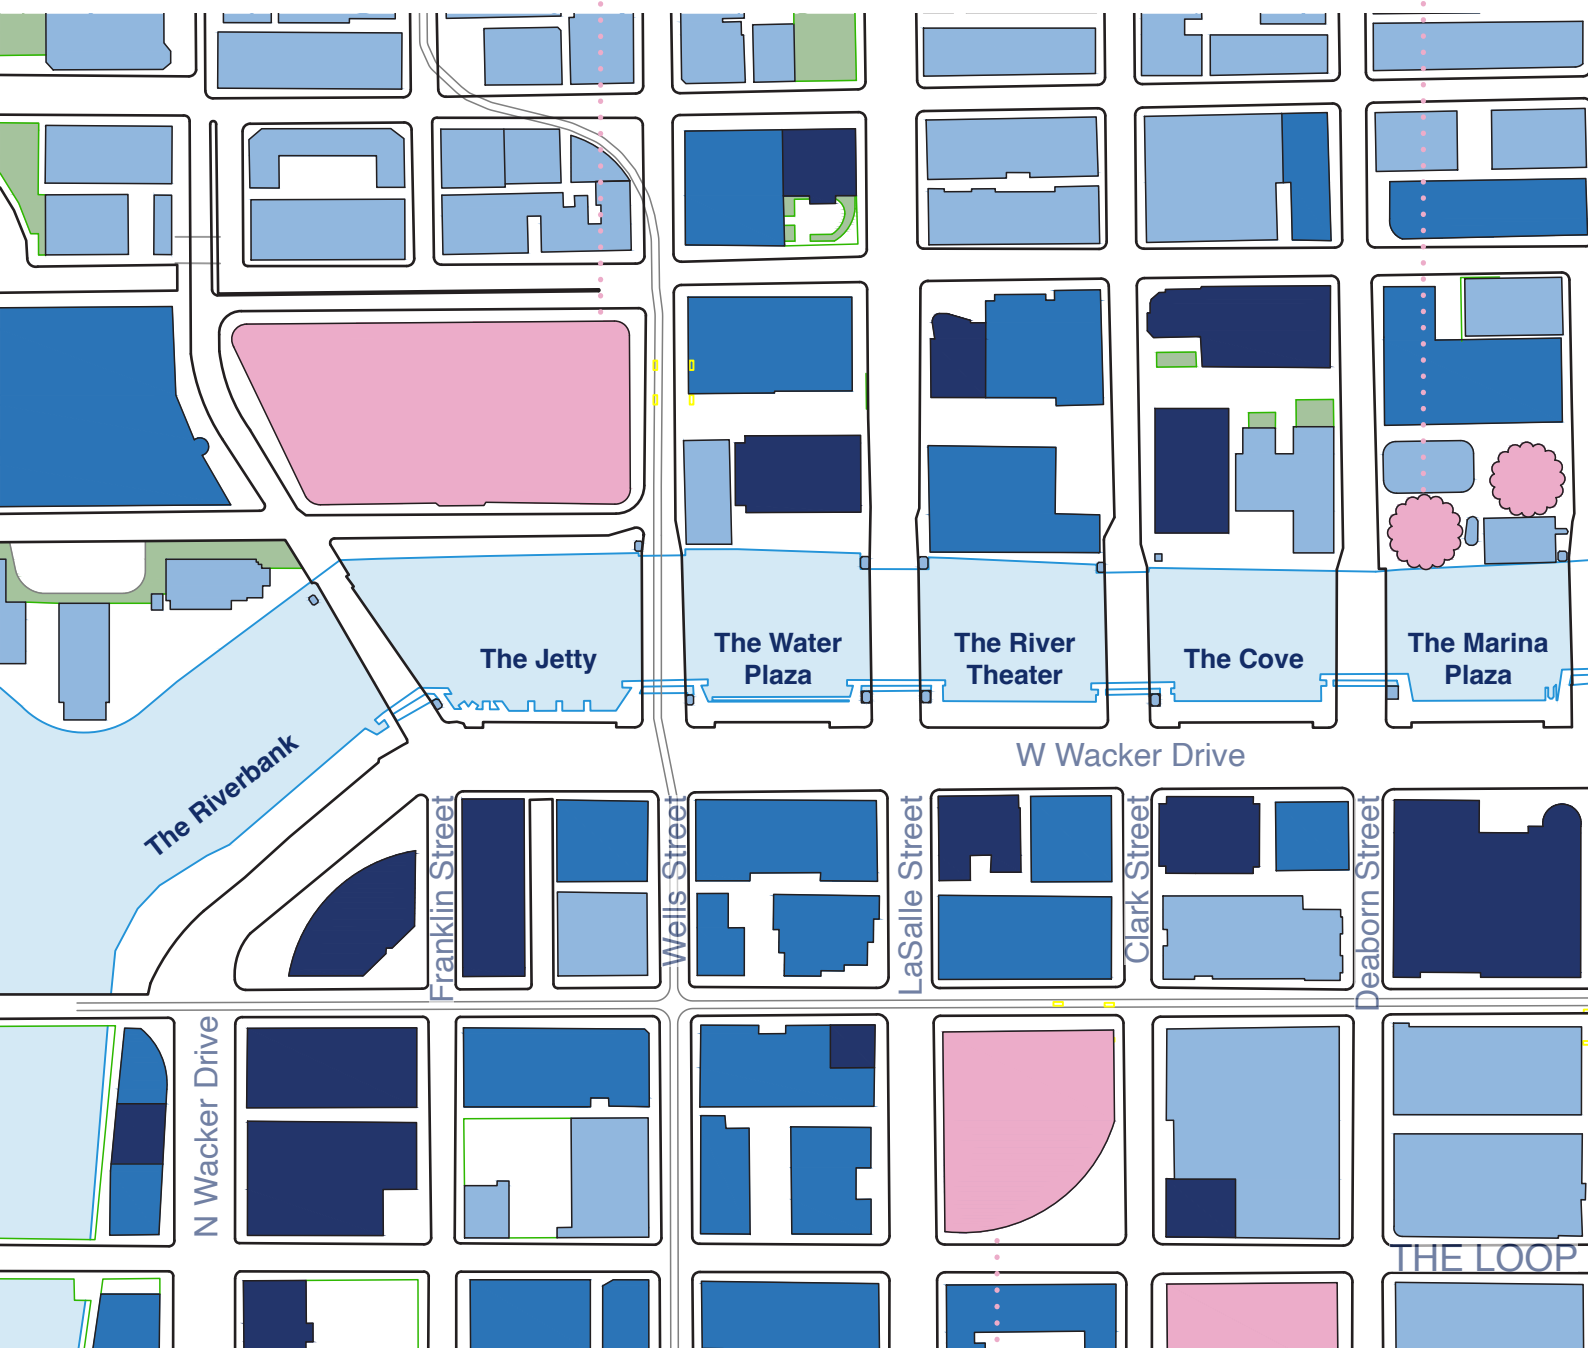 The Jetty
The Water
Plaza
The River
Theater
The Cove
The Marina
Plaza
The Riverbank
W Wacker Drive
Franklin Street
Wells Street
LaSalle Street
Clark Street
Deaborn Street
N Wacker Drive
THE LOOP